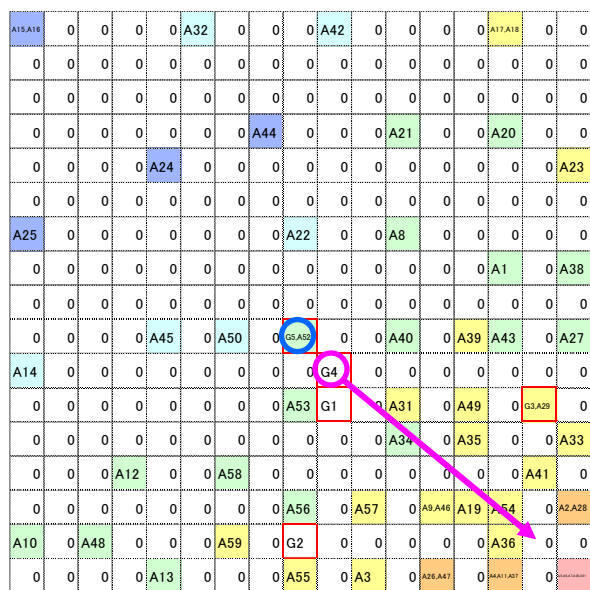 A15,A16 0 0 0 0 A32 0 0 0 A42 0 0 0 0 A17,A18 0 0
0 0 0 0 0 0 0 0 0 0 0 0 0 0 0 0 0
0 0 0 0 0 0 0 0 0 0 0 0 0 0 0 0 0
0 0 0 0 0 0 0 A44 0 0 0 A21 0 0 A20 0 0
0 0 0 0 A24 0 0 0 0 0 0 0 0 0 0 0 A23
0 0 0 0 0 0 0 0 0 0 0 0 0 0 0 0 0
A25 0 0 0 0 0 0 0 A22 0 0 A8 0 0 0 0 0
0 0 0 0 0 0 0 0 0 0 0 0 0 0 A1 0 A38
0 0 0 0 0 0 0 0 0 0 0 0 0 0 0 0 0
0 0 0 0 A45 0 A50 0 G5,A52 0 0 A40 0 A39 A43 0 A27
A14 0 0 0 0 0 0 0 0 G4 0 0 0 0 0 0 0
0 0 0 0 0 0 0 0 A53 G1 0 A31 0 A49 0 G3,A29 0
0 0 0 0 0 0 0 0 0 0 0 A34 0 A35 0 0 A33
0 0 0 A12 0 0 A58 0 0 0 0 0 0 0 0 A41 0
0 0 0 0 0 0 0 0 A56 0 A57 0 A9,A46 A19 A54 0 A2,A28
A10 0 A48 0 0 0 A59 0 G2 0 0 0 0 0 A36 0 0
0 0 0 0 A13 0 0 0 A55 0 A3 0 A26,A47 0 A4,A11,A37 0